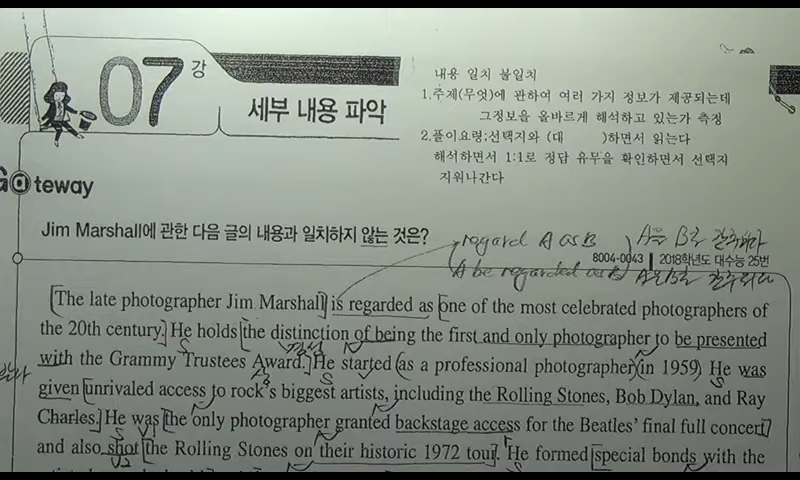 07강
세부 내용 파악
내용 일치 불일치
1.주제(무엇)에 관하여 여러 가지 정보가 제공되는데
그정보를 올바르게 해석하고 있는가 측정
2.풀이요령;선택지와 (대 )하면서 읽는다
해석하면서 1:1로 정답 유무을 확인하면서 선택지
지워나간다
G@teway
Jim Marshall에 관한 다음 글의 내용과 일치하지 않는 것은?
regard A as B A을 B로 간주하다
8004-0043 2018학년도 대수능 25번
A be regarded as B
The late photographer Jim Marshall is regarded as one of the most celebrated photographers of
the 20th century. He holds the distinction of being the first and only photographer to be presented
with the Grammy Trustees Award. He started (as a professional photographer) (in 1959) He was
given unrivaled access to rock's biggest artists, including the Rolling Stones, Bob Dylan, and Ray
Charles. He was the only photographer granted backstage access for the Beatles' final full concert
and also shot the Rolling Stones on their historic 1972 tour. He formed special bonds with the